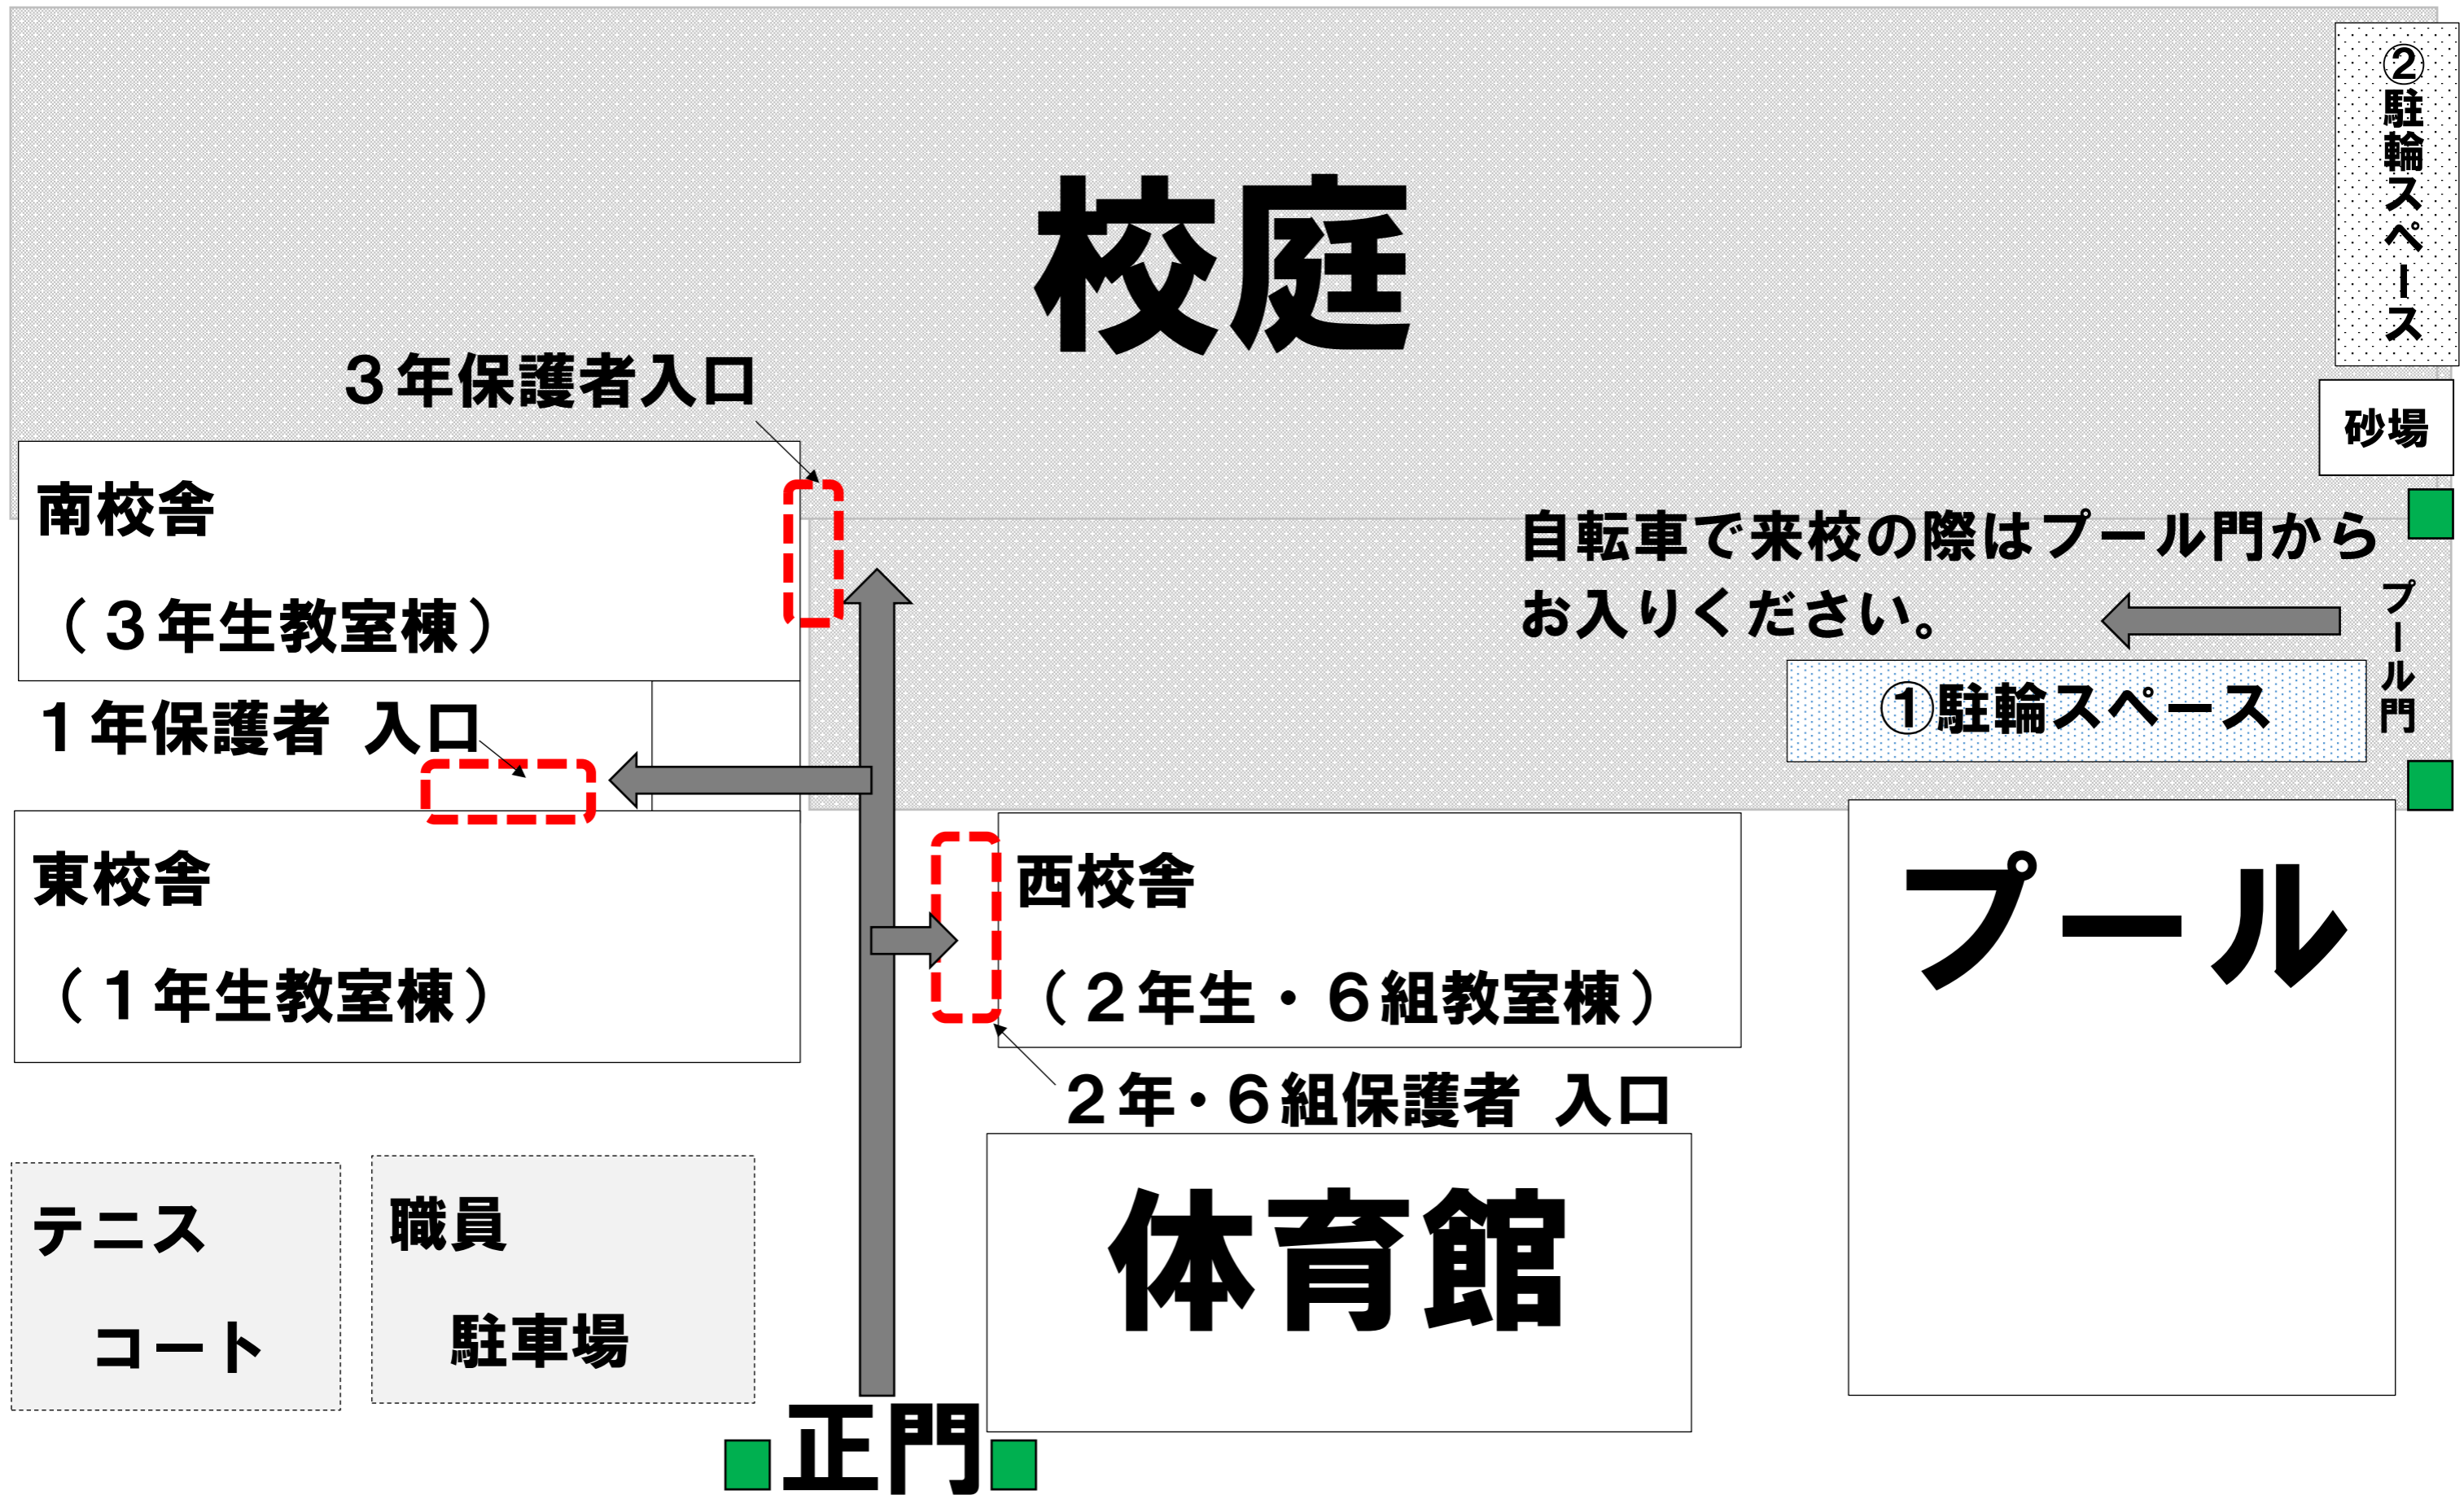 ②駐輪スペース
校庭
3年保護者入口
砂場
南校舎
（3年生教室棟）
自転車で来校の際はプール門から
お入りください。
プール門
①駐輪スペース
1年保護者 入口
東校舎
（1年生教室棟）
西校舎
（2年生・6組教室棟）
プール
2年・6組保護者 入口
テニス
コート
職員
駐車場
体育館
正門